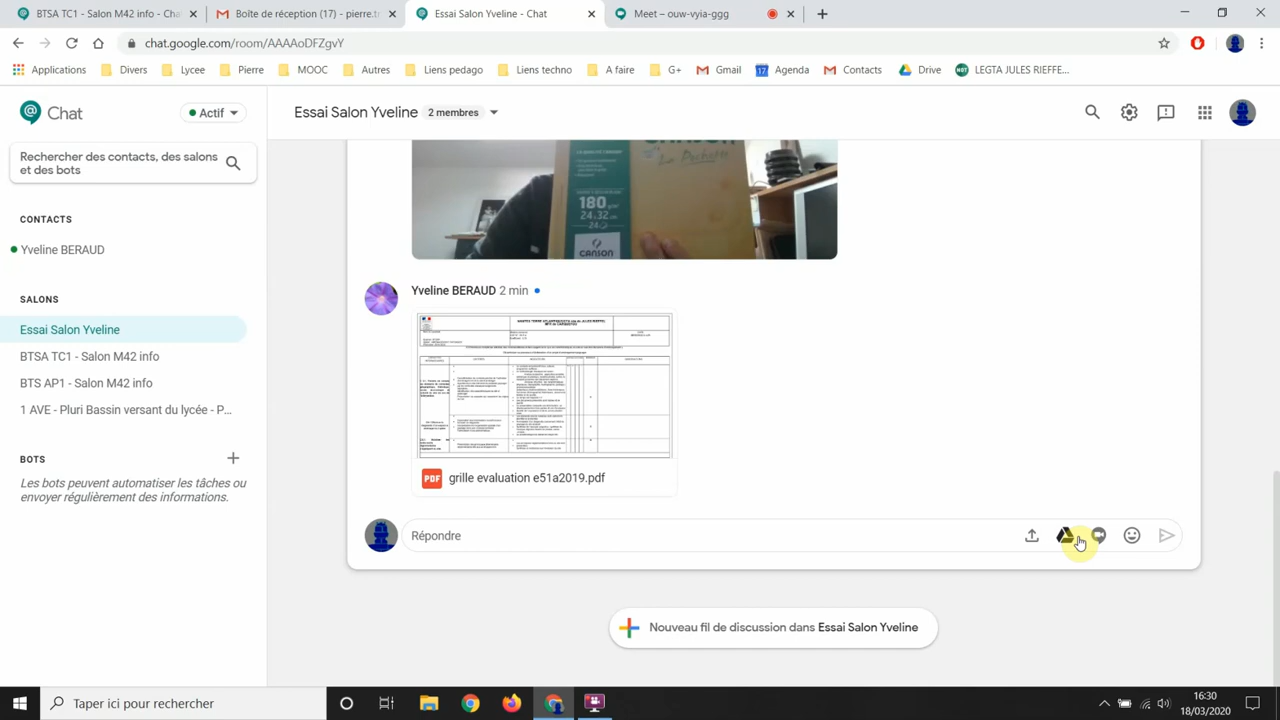 BTSA TC1 - Salon M42 info - Cha
Boîte de réception (17) - pierre.t
Essai Salon Yveline - Chat
Meet – ouw-vyia-ggg
chat.google.com/room/AAAAoDFZgvY
Applications
Divers
Lycee
Pierre
MOOC
Autres
Liens pedago
Liens techno
A faire
G+
Gmail
17
Agenda
Contacts
Drive
LEGTA JULES RIEFFE...
Chat
Actif
Essai Salon Yveline
2 membres
Rechercher des contacts, des salons
et des bots
CONTACTS
Yveline BERAUD
SALONS
Essai Salon Yveline
BTSA TC1 - Salon M42 info
BTS AP1 - Salon M42 info
1 AVE - Pluri Bassin versant du lycée - P...
BOTS
Les bots peuvent automatiser les tâches ou
envoyer régulièrement des informations.
CANSON
180
24x32
CANSON
Yveline BERAUD 2 min
PDF
grille evaluation e51a2019.pdf
Répondre
Nouveau fil de discussion dans Essai Salon Yveline
Taper ici pour rechercher
16:30
18/03/2020